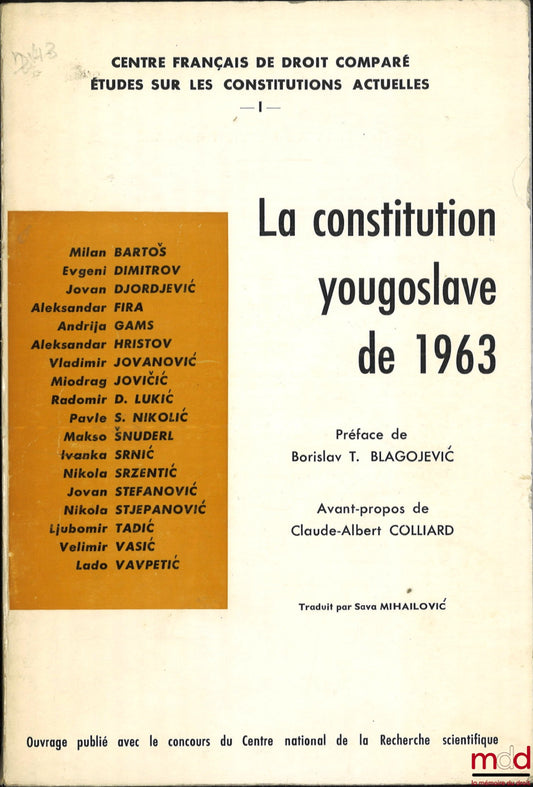 CENTRE FRANÇAIS DE DROIT COMPARÉ
ÉTUDES SUR LES CONSTITUTIONS ACTUELLES
— I —
La constitution
yougoslave
de 1963
Milan BARTOŠ
Evgeni DIMITROV
Jovan DJORDJEVIĆ
Aleksandar FIRA
Andrija GAMS
Aleksandar HRISTOV
Vladimir JOVANOVIĆ
Miodrag JOVIČIĆ
Radomir D. LUKIĆ
Pavle S. NIKOLIĆ
Makso ŠNUDERL
Ivanka SRNIĆ
Nikola SRZENTIĆ
Jovan STEFANOVIĆ
Nikola STJEPANOVIĆ
Ljubomir TADIĆ
Velimir VASIĆ
Lado VAVPETIĆ
Préface de
Borislav T. BLAGOJEVIĆ
Avant-propos de
Claude-Albert COLLIARD
Traduit par Sava MIHAILOVIĆ
Ouvrage publié avec le concours du Centre national de la Recherche scientifique
mdd
la mémoire du droit